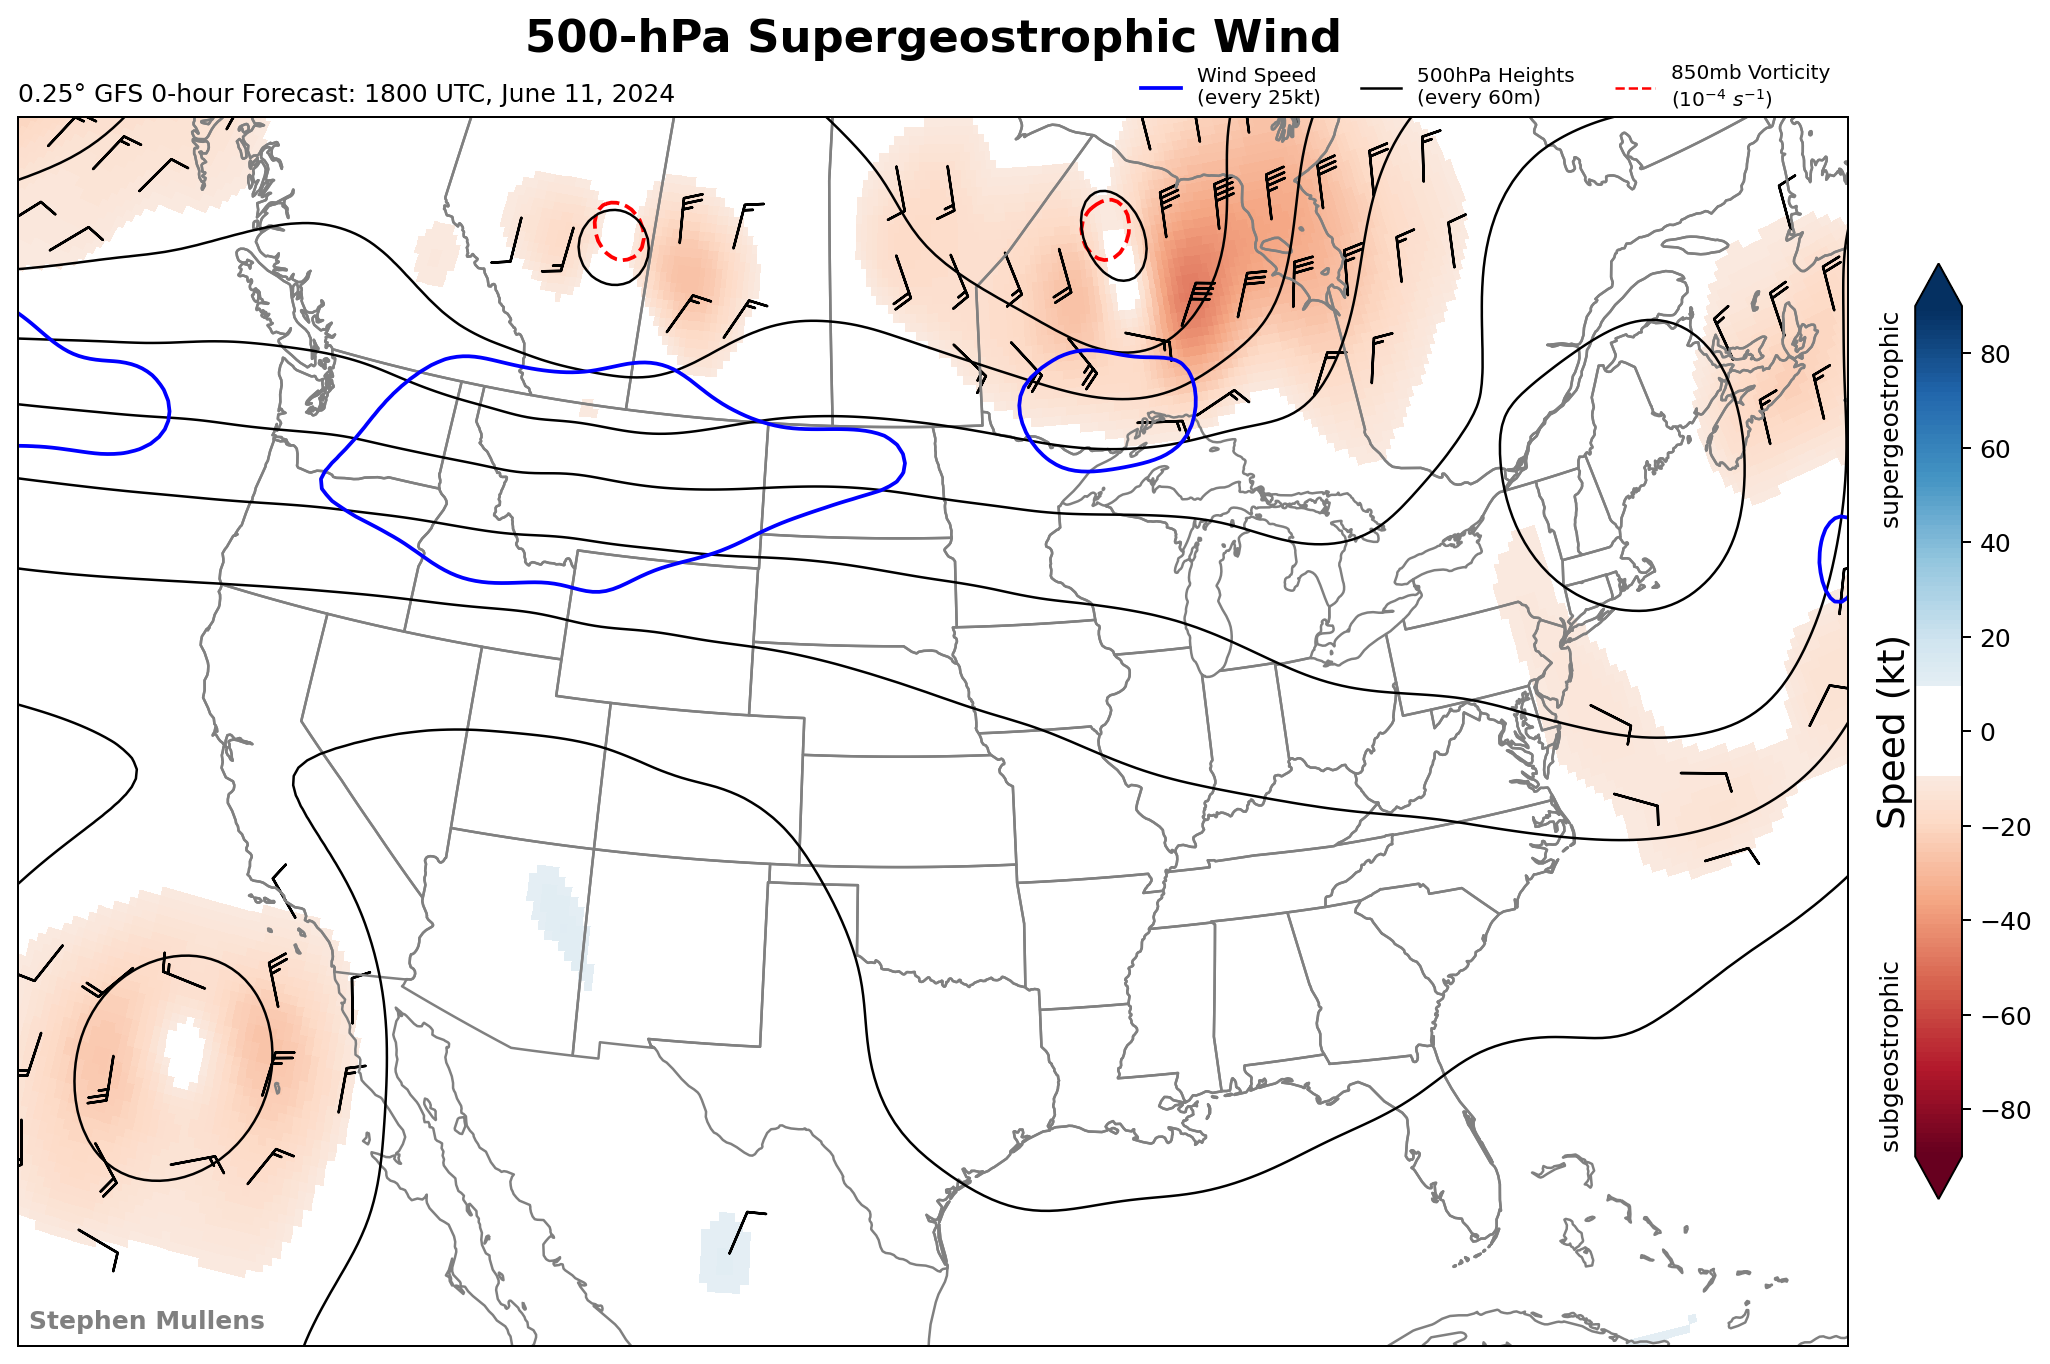 500-hPa Supergeostrophic Wind
0.25° GFS 0-hour Forecast: 1800 UTC, June 11, 2024
Wind Speed
(every 25kt)
500hPa Heights
(every 60m)
850mb Vorticity
(10⁻⁴ s⁻¹)
supergeostrophic
Speed (kt)
subgeostrophic
80
60
40
20
0
−20
−40
−60
−80
Stephen Mullens